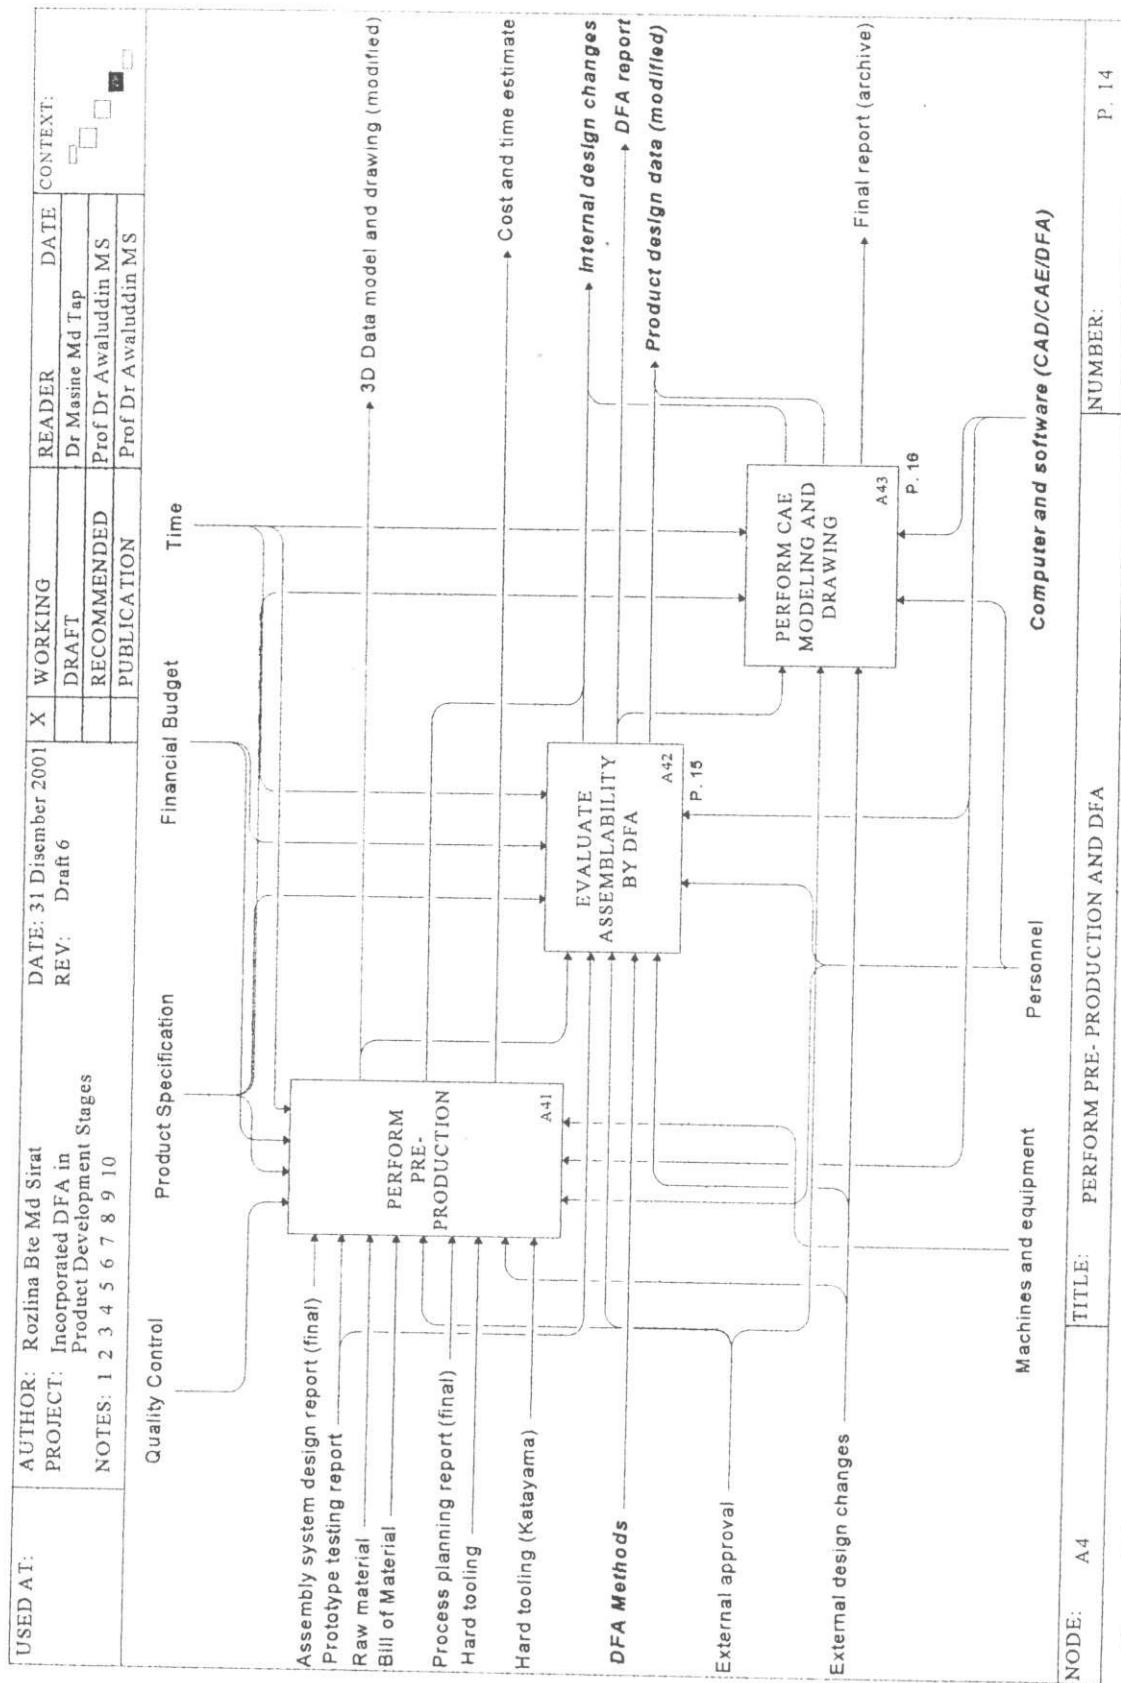 USED AT:
AUTHOR: Rozlina Bte Md Sirat
PROJECT: Incorporated DFA in
Product Development Stages
NOTES: 1 2 3 4 5 6 7 8 9 10
DATE: 31 Disember 2001
REV: Draft 6
X WORKING
DRAFT
RECOMMENDED
PUBLICATION
READER DATE
Dr Masine Md Tap
Prof Dr Awaluddin MS
Prof Dr Awaluddin MS
CONTEXT:
Quality Control
Product Specification
Financial Budget
Time
Assembly system design report (final)
Prototype testing report
Raw material
Bill of Material
Process planning report (final)
Hard tooling
Hard tooling (Katayama)
DFA Methods
External approval
External design changes
PERFORM
PRE-
PRODUCTION
A41
EVALUATE
ASSEMBLABILITY
BY DFA
A42
P. 15
PERFORM CAE
MODELING AND
DRAWING
A43
P. 16
3D Data model and drawing (modified)
Cost and time estimate
Internal design changes
DFA report
Product design data (modified)
Final report (archive)
Machines and equipment
Personnel
Computer and software (CAD/CAE/DFA)
NODE: A4
TITLE: PERFORM PRE- PRODUCTION AND DFA
NUMBER:
P. 14